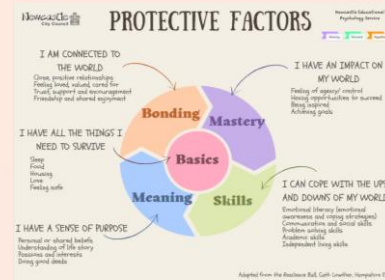 Newcastle
City Council
PROTECTIVE FACTORS
Newcastle Educational
Psychology Service
I AM CONNECTED TO
THE WORLD
Close, positive relationships
Feeling loved, valued, cared for
Trust, support and encouragement
Friendship and shared enjoyment
I HAVE AN IMPACT ON
MY WORLD
Feeling of agency/ control
Having opportunities to succeed
Being inspired
Achieving goals
Bonding
Mastery
Basics
Meaning
Skills
I HAVE ALL THE THINGS I
NEED TO SURVIVE
Sleep
Food
Housing
Love
Feeling safe
I CAN COPE WITH THE UPS
AND DOWNS OF MY WORLD
Emotional literacy (emotional
awareness and coping strategies)
Communication and social skills
Problem solving skills
Academic skills
Independent living skills
I HAVE A SENSE OF PURPOSE
Personal or shared beliefs
Understanding of life story
Passions and interests
Doing good deeds
Adapted from the Resilience Ball, Cath Lowther, Hampshire E